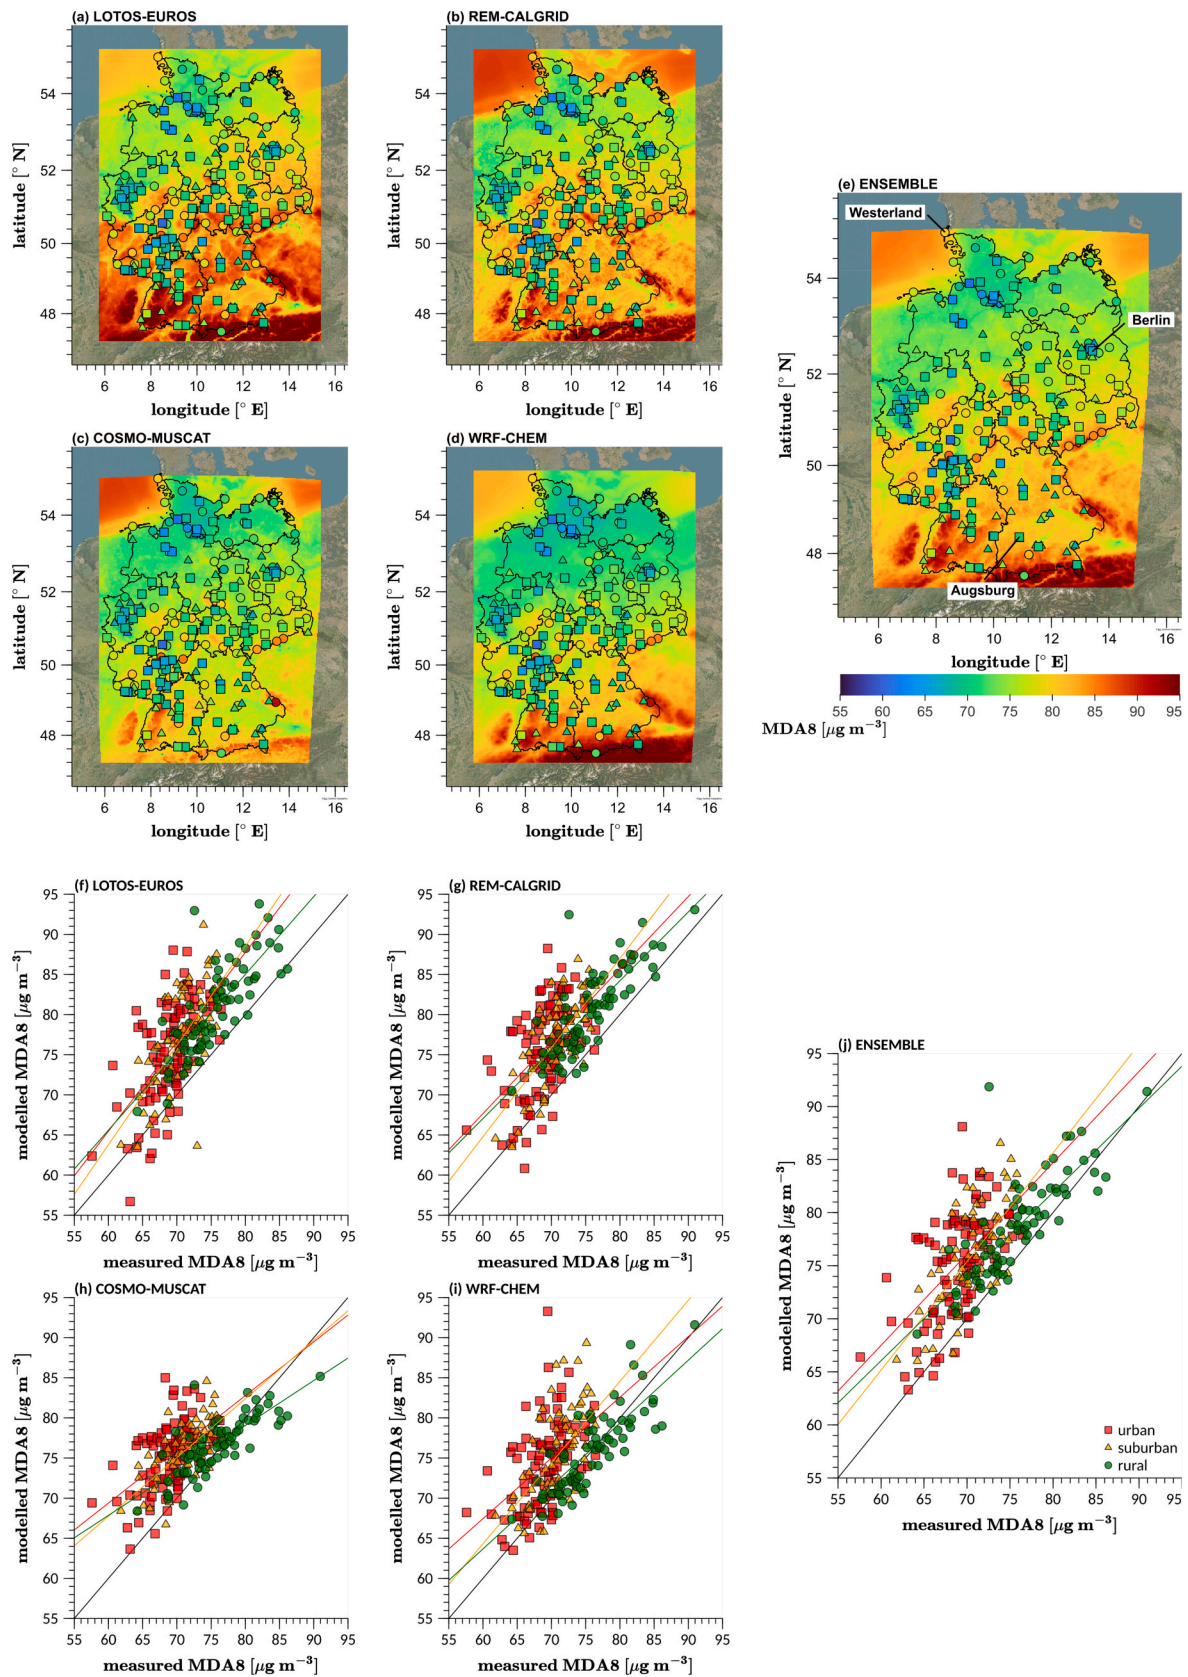 (a) LOTOS-EUROS
(b) REM-CALGRID
54
52
50
48
latitude [° N]
6 8 10 12 14 16
longitude [° E]
54
52
50
48
latitude [° N]
6 8 10 12 14 16
longitude [° E]
(c) COSMO-MUSCAT
(d) WRF-CHEM
54
52
50
48
latitude [° N]
6 8 10 12 14 16
longitude [° E]
54
52
50
48
latitude [° N]
6 8 10 12 14 16
longitude [° E]
(e) ENSEMBLE
Westerland
Berlin
Augsburg
54
52
50
48
latitude [° N]
6 8 10 12 14 16
longitude [° E]
55 60 65 70 75 80 85 90 95
MDA8 [μg m⁻³]
(f) LOTOS-EUROS
95
90
85
80
75
70
65
60
55
modelled MDA8 [μg m⁻³]
55 60 65 70 75 80 85 90 95
measured MDA8 [μg m⁻³]
(g) REM-CALGRID
95
90
85
80
75
70
65
60
55
modelled MDA8 [μg m⁻³]
55 60 65 70 75 80 85 90 95
measured MDA8 [μg m⁻³]
(h) COSMO-MUSCAT
95
90
85
80
75
70
65
60
55
modelled MDA8 [μg m⁻³]
55 60 65 70 75 80 85 90 95
measured MDA8 [μg m⁻³]
(i) WRF-CHEM
95
90
85
80
75
70
65
60
55
modelled MDA8 [μg m⁻³]
55 60 65 70 75 80 85 90 95
measured MDA8 [μg m⁻³]
(j) ENSEMBLE
95
90
85
80
75
70
65
60
55
modelled MDA8 [μg m⁻³]
urban
suburban
rural
55 60 65 70 75 80 85 90 95
measured MDA8 [μg m⁻³]